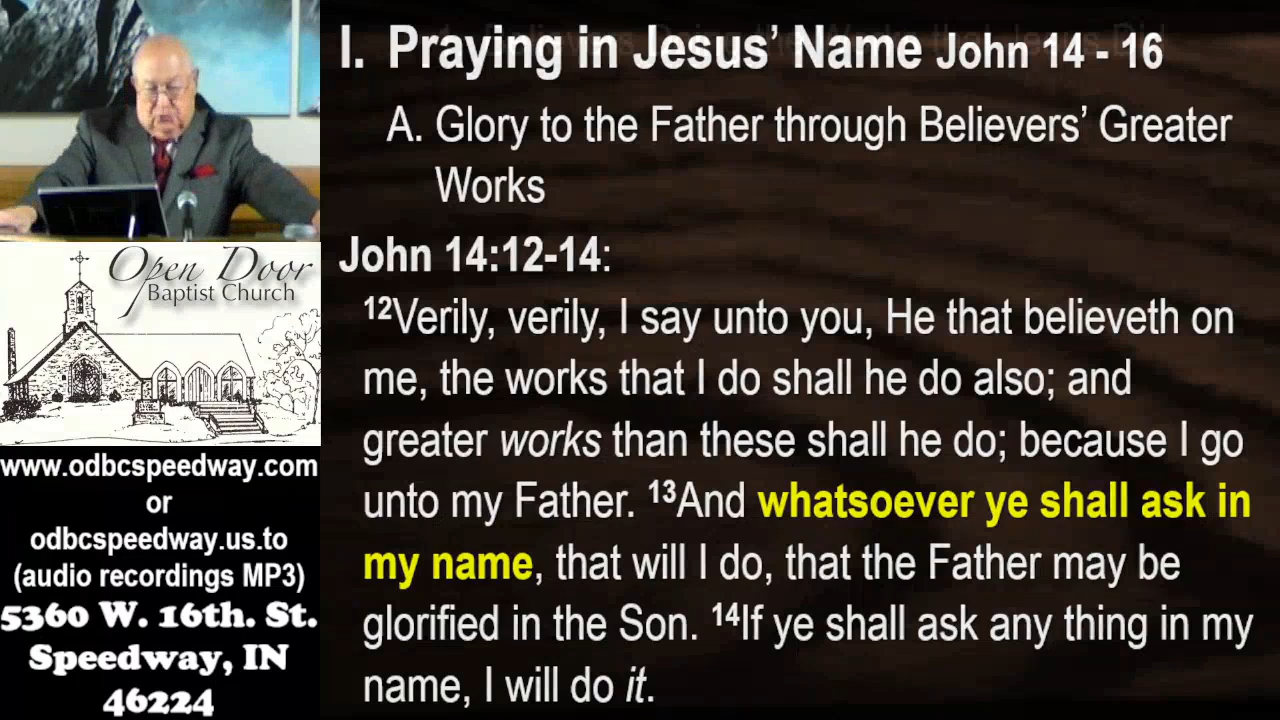 I. Praying in Jesus' Name John 14 - 16
A. Glory to the Father through Believers' Greater
Works
John 14:12-14:
¹²Verily, verily, I say unto you, He that believeth on
me, the works that I do shall he do also; and
greater works than these shall he do; because I go
unto my Father. ¹³And whatsoever ye shall ask in
my name, that will I do, that the Father may be
glorified in the Son. ¹⁴If ye shall ask any thing in my
name, I will do it.
Open Door
Baptist Church
www.odbcspeedway.com
or
odbcspeedway.us.to
(audio recordings MP3)
5360 W. 16th. St.
Speedway, IN
46224